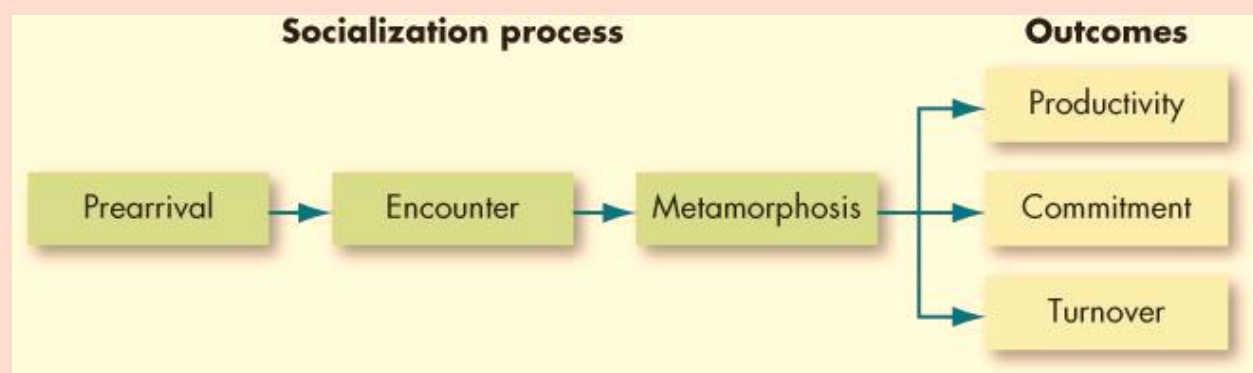 Socialization process
Outcomes
Productivity
Prearrival
Encounter
Metamorphosis
Commitment
Turnover